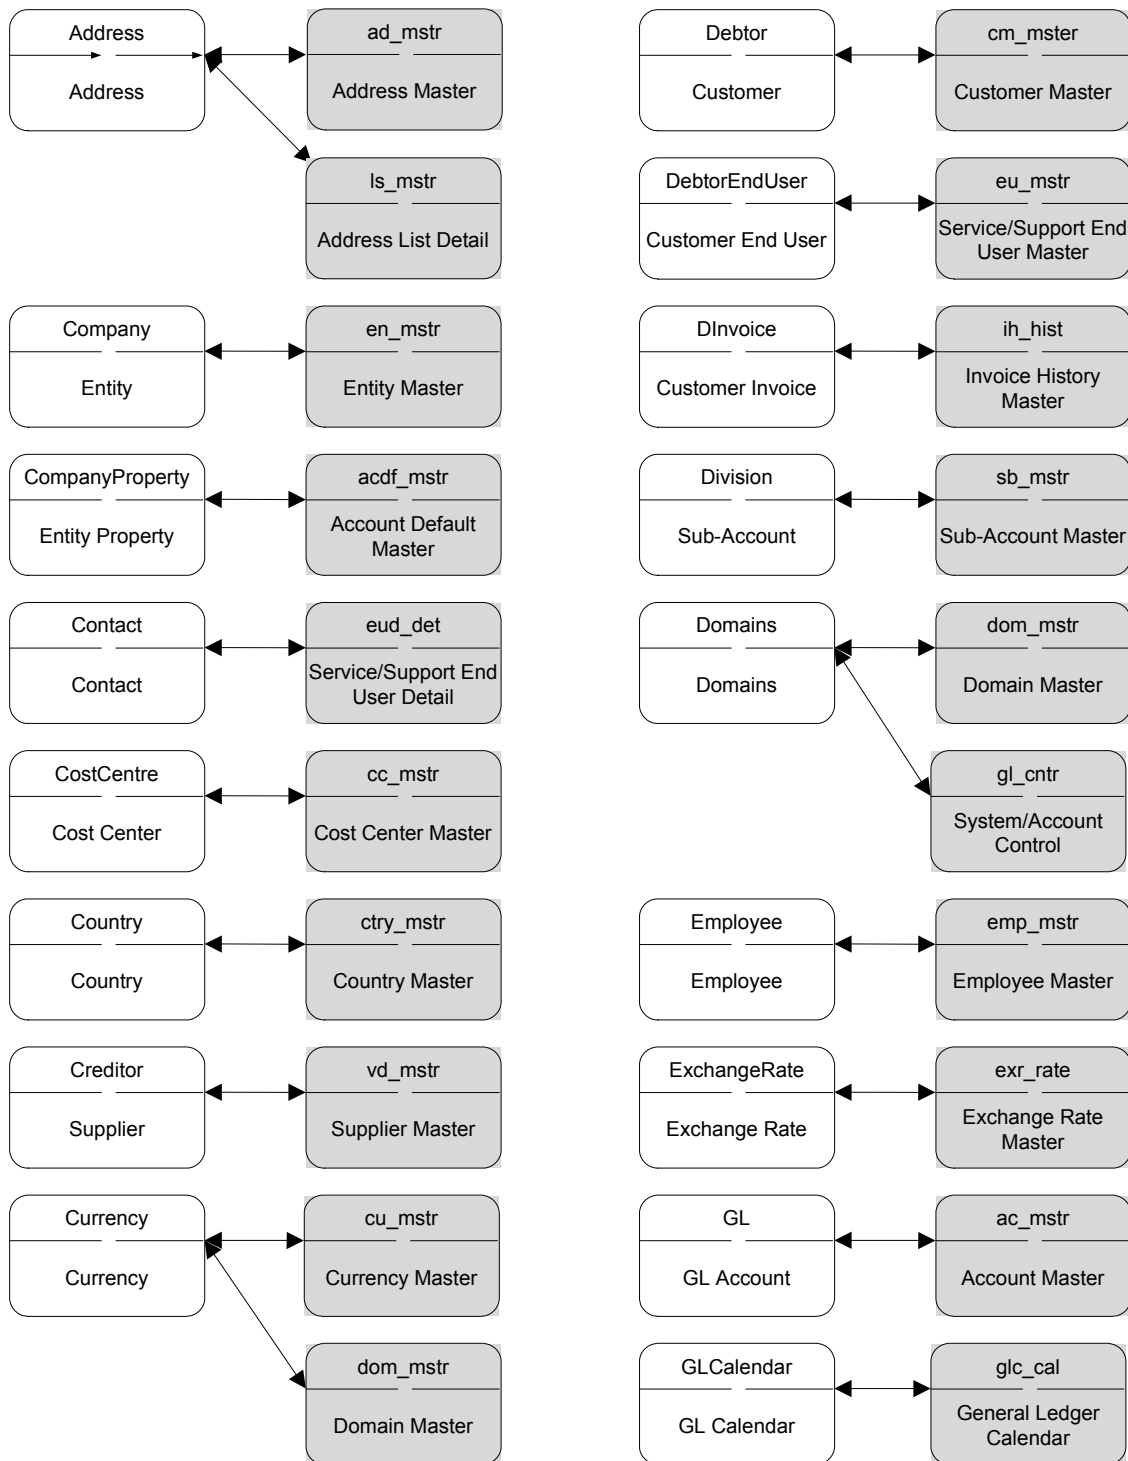 Address
Address
ad_mstr
Address Master
ls_mstr
Address List Detail
Company
Entity
en_mstr
Entity Master
CompanyProperty
Entity Property
acdf_mstr
Account Default
Master
Contact
Contact
eud_det
Service/Support End
User Detail
CostCentre
Cost Center
cc_mstr
Cost Center Master
Country
Country
ctry_mstr
Country Master
Creditor
Supplier
vd_mstr
Supplier Master
Currency
Currency
cu_mstr
Currency Master
dom_mstr
Domain Master
Debtor
Customer
cm_mster
Customer Master
DebtorEndUser
Customer End User
eu_mstr
Service/Support End
User Master
DInvoice
Customer Invoice
ih_hist
Invoice History
Master
Division
Sub-Account
sb_mstr
Sub-Account Master
Domains
Domains
dom_mstr
Domain Master
gl_cntr
System/Account
Control
Employee
Employee
emp_mstr
Employee Master
ExchangeRate
Exchange Rate
exr_rate
Exchange Rate
Master
GL
GL Account
ac_mstr
Account Master
GLCalendar
GL Calendar
glc_cal
General Ledger
Calendar